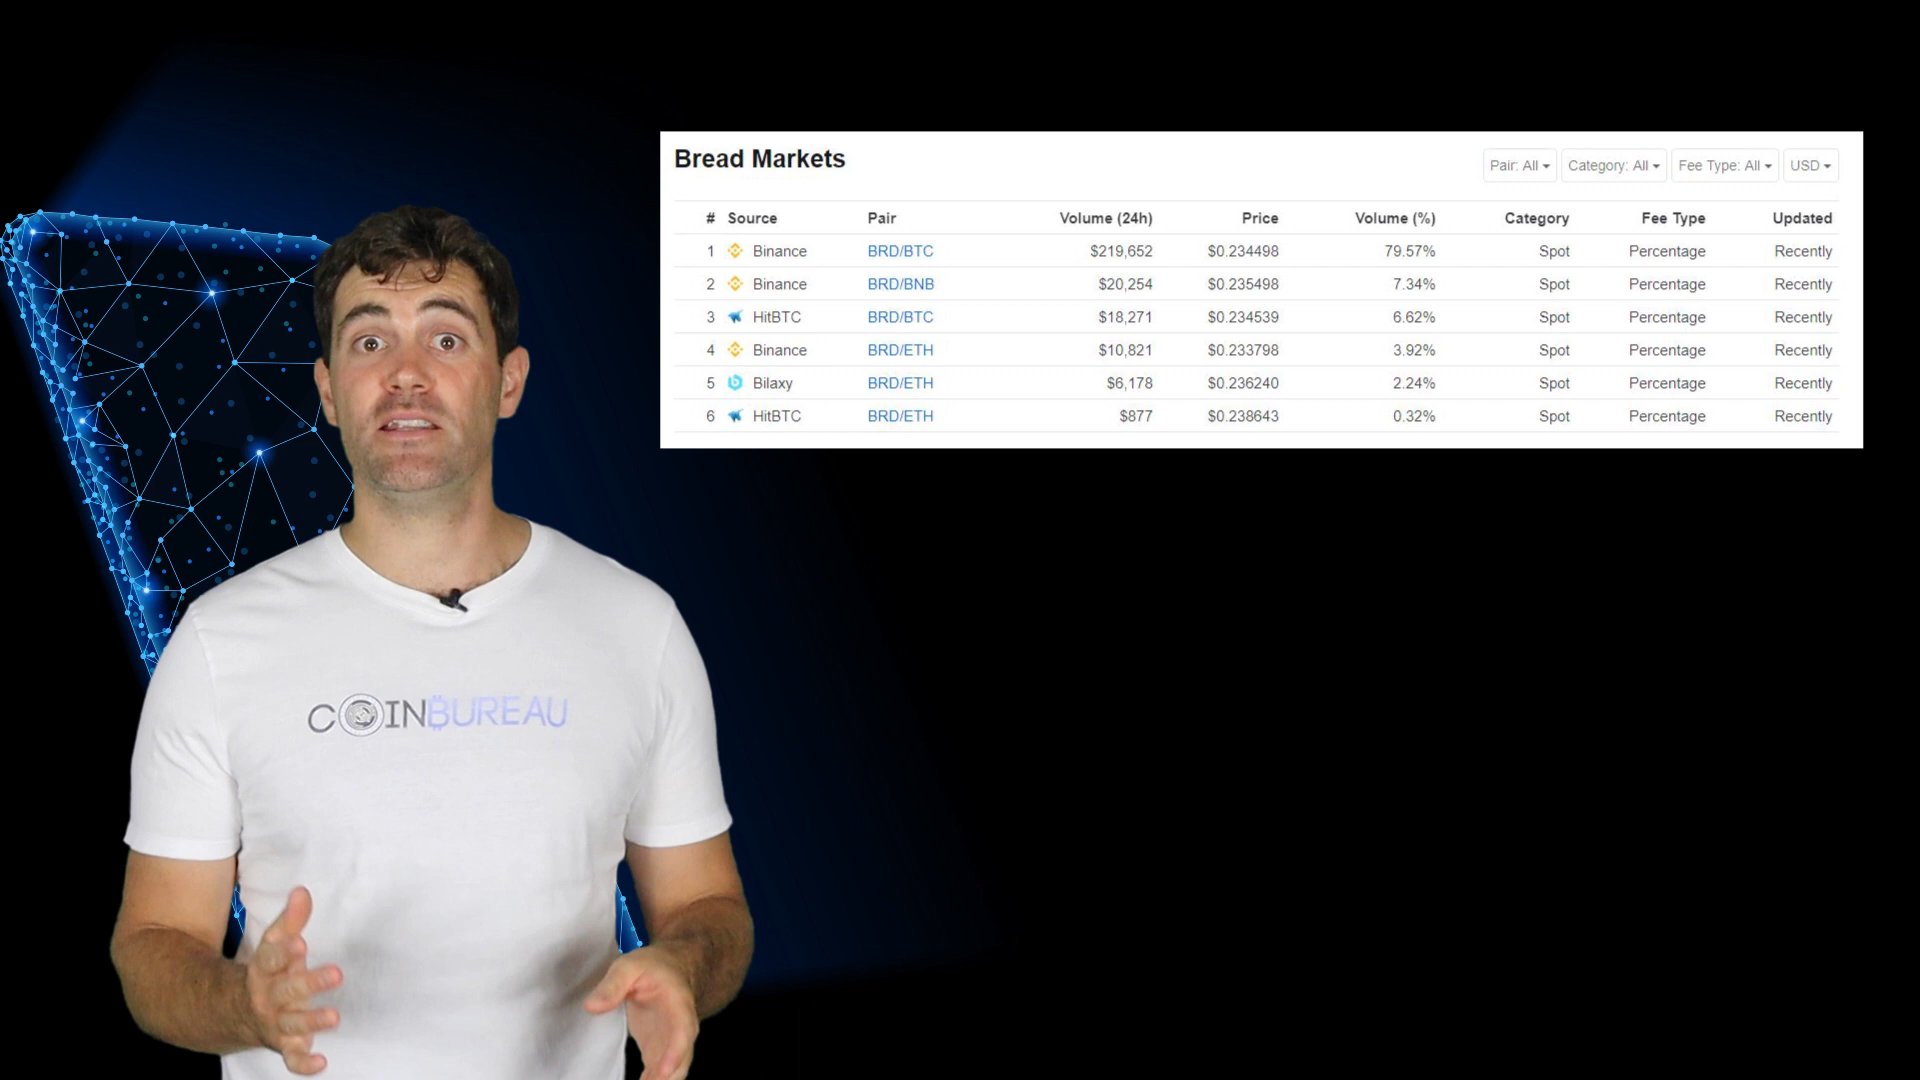 Bread Markets
Pair: All Category: All Fee Type: All USD
# Source Pair Volume (24h) Price Volume (%) Category Fee Type Updated
1 Binance BRD/BTC $219,652 $0.234498 79.57% Spot Percentage Recently
2 Binance BRD/BNB $20,254 $0.235498 7.34% Spot Percentage Recently
3 HitBTC BRD/BTC $18,271 $0.234539 6.62% Spot Percentage Recently
4 Binance BRD/ETH $10,821 $0.233798 3.92% Spot Percentage Recently
5 Bilaxy BRD/ETH $6,178 $0.236240 2.24% Spot Percentage Recently
6 HitBTC BRD/ETH $877 $0.238643 0.32% Spot Percentage Recently
COINBUREAU